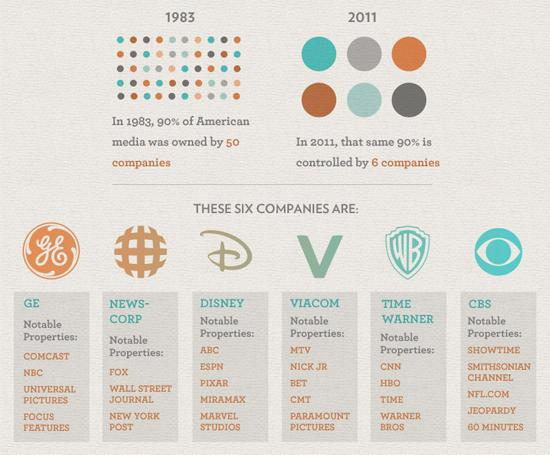 1983
2011
In 1983, 90% of American
media was owned by 50
companies
In 2011, that same 90% is
controlled by 6 companies
THESE SIX COMPANIES ARE:
GE
D
V
WB
GE
Notable
Properties:
COMCAST
NBC
UNIVERSAL
PICTURES
FOCUS
FEATURES
NEWS-
CORP
Notable
Properties:
FOX
WALL STREET
JOURNAL
NEW YORK
POST
DISNEY
Notable
Properties:
ABC
ESPN
PIXAR
MIRAMAX
MARVEL
STUDIOS
VIACOM
Notable
Properties:
MTV
NICK JR
BET
CMT
PARAMOUNT
PICTURES
TIME
WARNER
Notable
Properties:
CNN
HBO
TIME
WARNER
BROS
CBS
Notable
Properties:
SHOWTIME
SMITHSONIAN
CHANNEL
NFL.COM
JEOPARDY
60 MINUTES